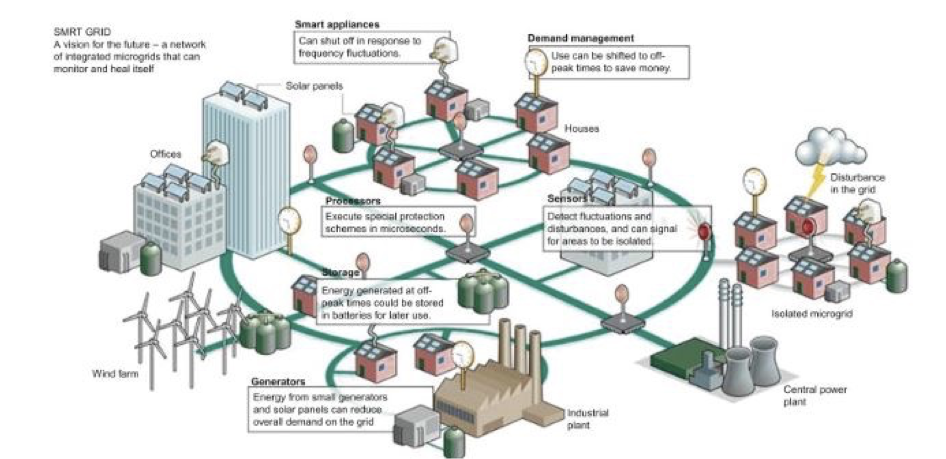 SMRT GRID
A vision for the future – a network
of integrated microgrids that can
monitor and heal itself
Smart appliances
Can shut off in response to
frequency fluctuations.
Demand management
Use can be shifted to off-
peak times to save money.
Solar panels
Houses
Offices
Disturbance
in the grid
Processors
Execute special protection
schemes in microseconds.
Sensors
Detect fluctuations and
disturbances, and can signal
for areas to be isolated.
Storage
Energy generated at off-
peak times could be stored
in batteries for later use.
Isolated microgrid
Wind farm
Generators
Energy from small generators
and solar panels can reduce
overall demand on the grid
Industrial
plant
Central power
plant